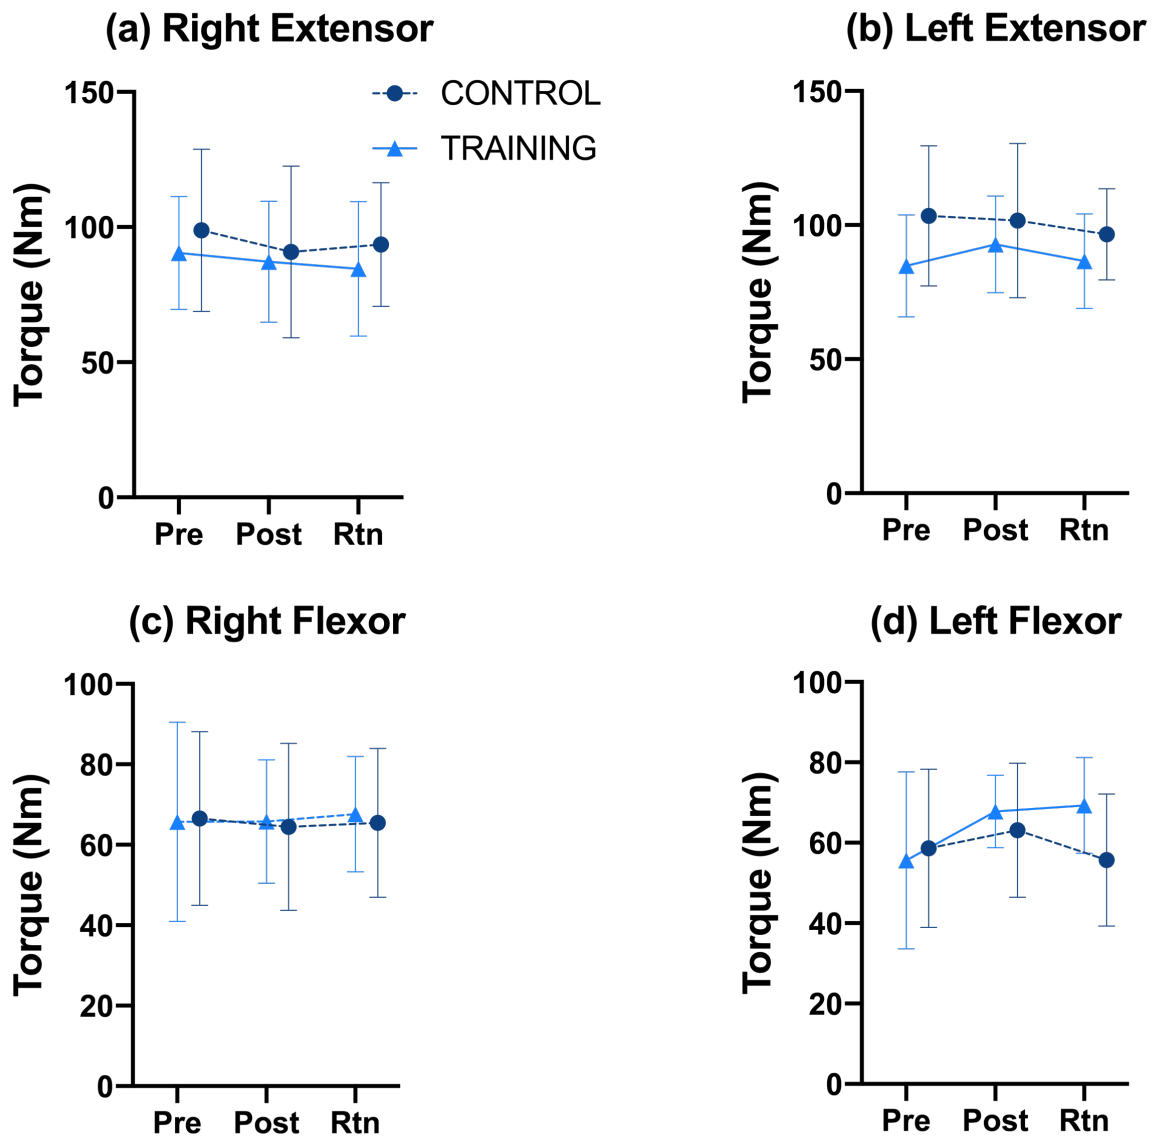 (a) Right Extensor
CONTROL
TRAINING
Torque (Nm)
150
100
50
0
Pre Post Rtn
(b) Left Extensor
Torque (Nm)
150
100
50
0
Pre Post Rtn
(c) Right Flexor
Torque (Nm)
100
80
60
40
20
0
Pre Post Rtn
(d) Left Flexor
Torque (Nm)
100
80
60
40
20
0
Pre Post Rtn